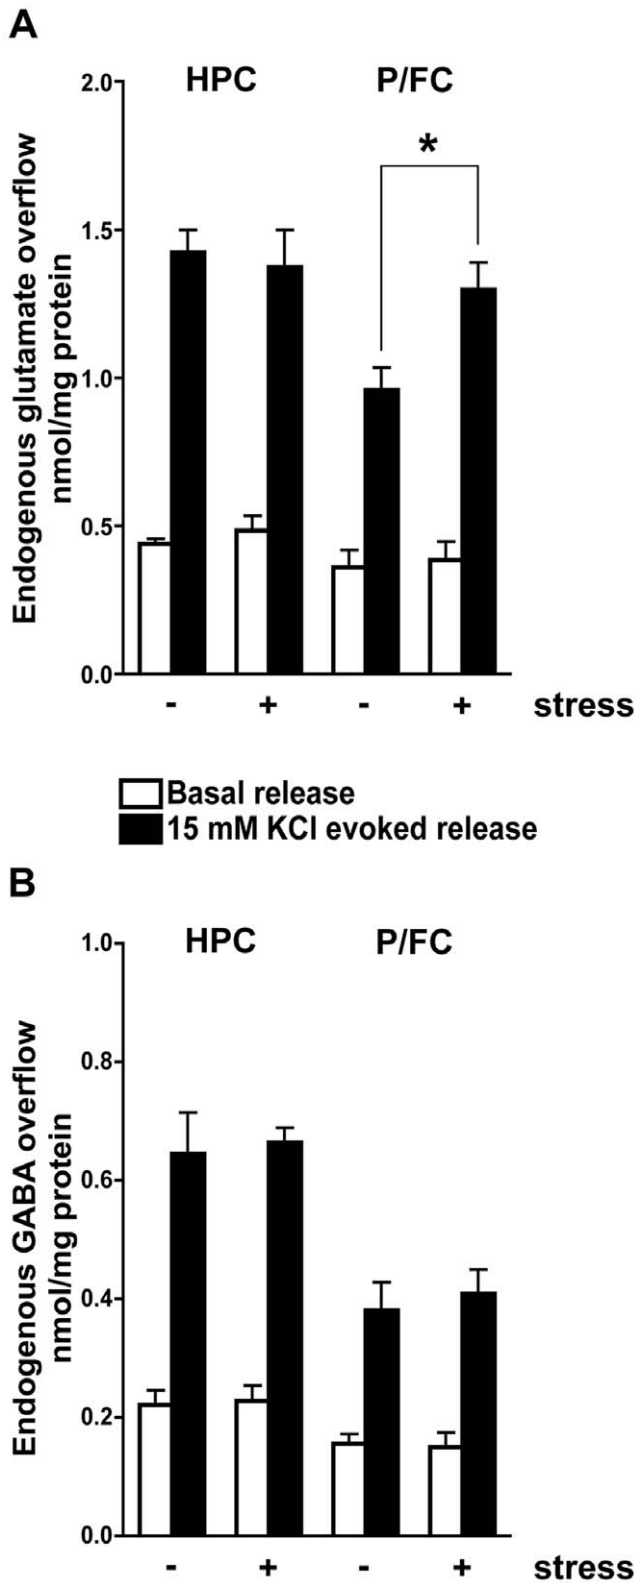 A
HPC P/FC
*
Endogenous glutamate overflow
nmol/mg protein
2.0
1.5
1.0
0.5
0.0
- + - + stress
Basal release
15 mM KCl evoked release
B
HPC P/FC
Endogenous GABA overflow
nmol/mg protein
1.0
0.8
0.6
0.4
0.2
0.0
- + - + stress